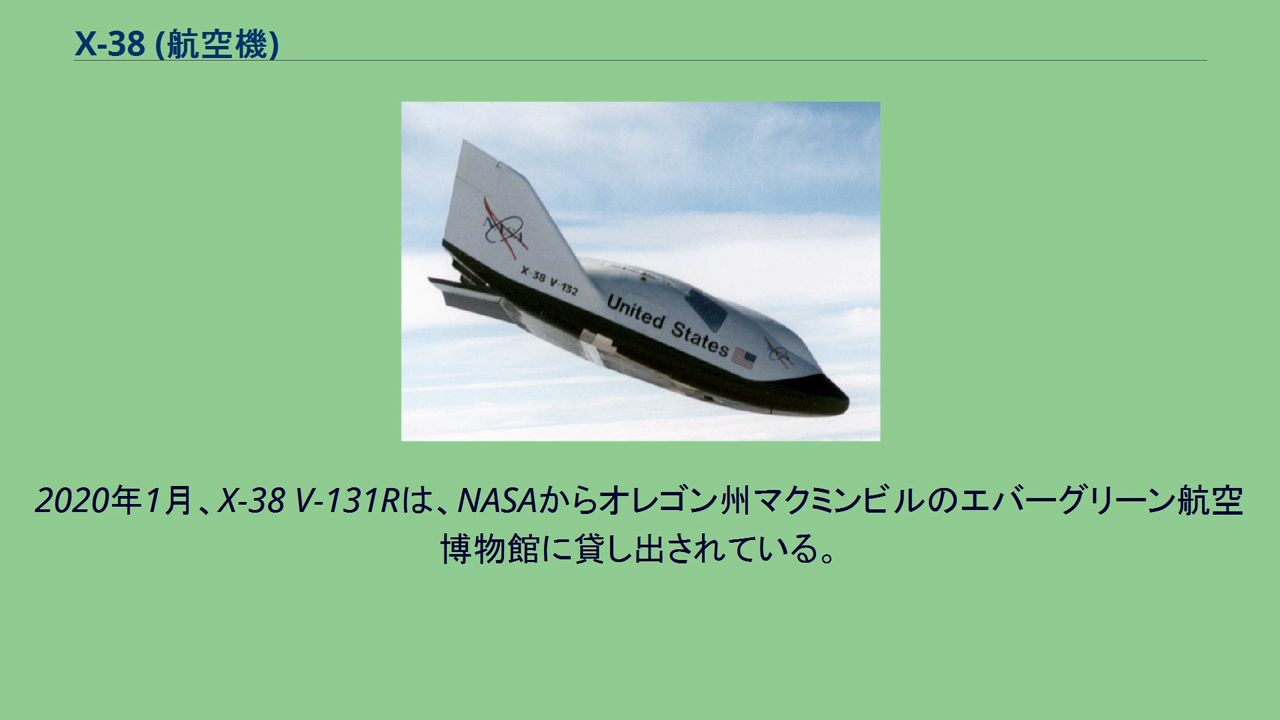 X-38 (航空機)
NASA
X-38 V-132
United States
2020年1月、X-38 V-131Rは、NASAからオレゴン州マクミンビルのエバーグリーン航空
博物館に貸し出されている。